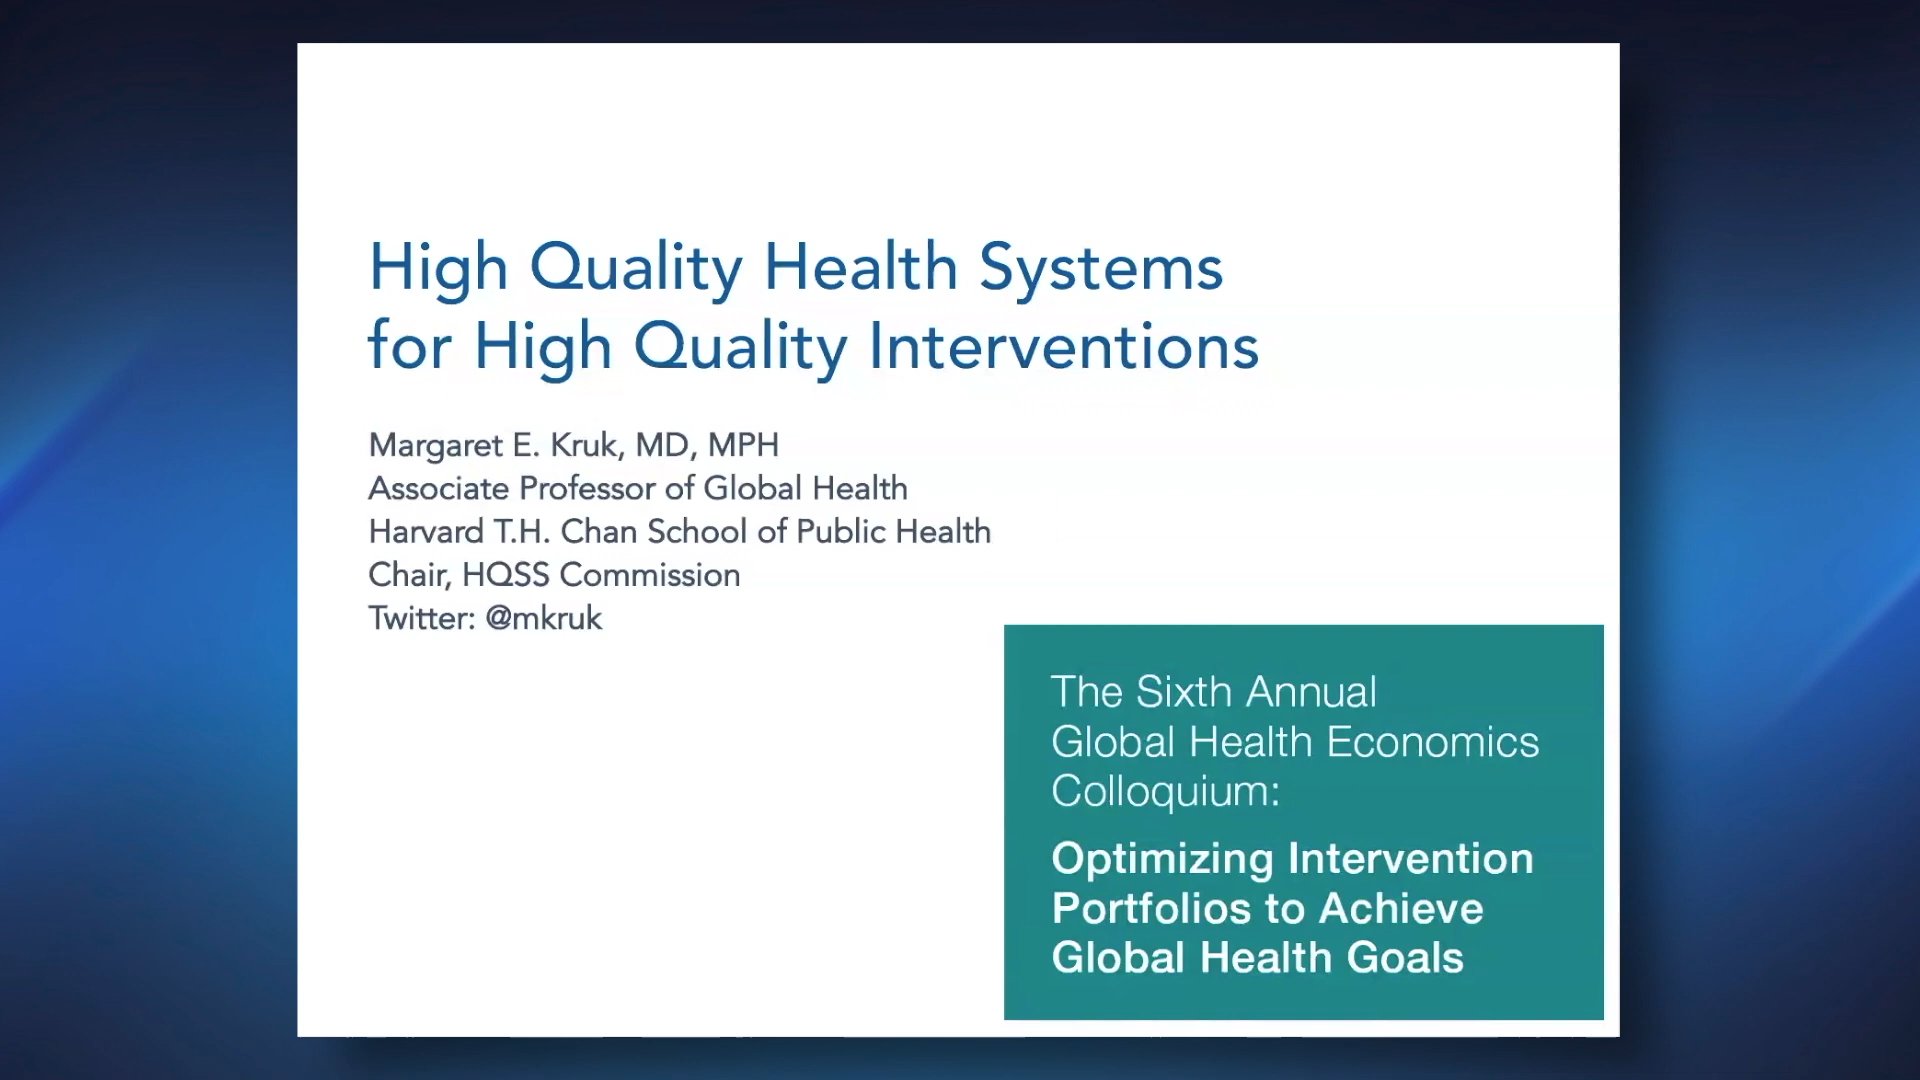 High Quality Health Systems
for High Quality Interventions
Margaret E. Kruk, MD, MPH
Associate Professor of Global Health
Harvard T.H. Chan School of Public Health
Chair, HQSS Commission
Twitter: @mkruk
The Sixth Annual
Global Health Economics
Colloquium:
Optimizing Intervention
Portfolios to Achieve
Global Health Goals